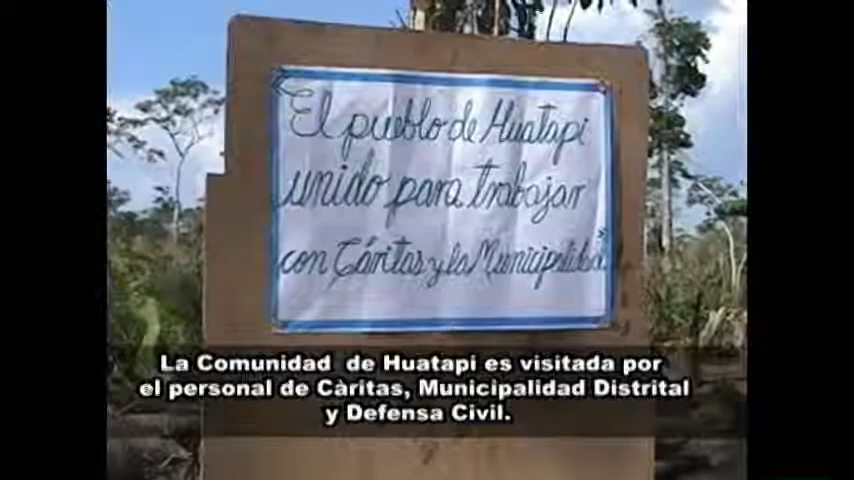 El pueblo de Huatapi
unido para trabajar
con Cáritas y la Municipalidad
La Comunidad de Huatapi es visitada por
el personal de Càritas, Municipalidad Distrital
y Defensa Civil.